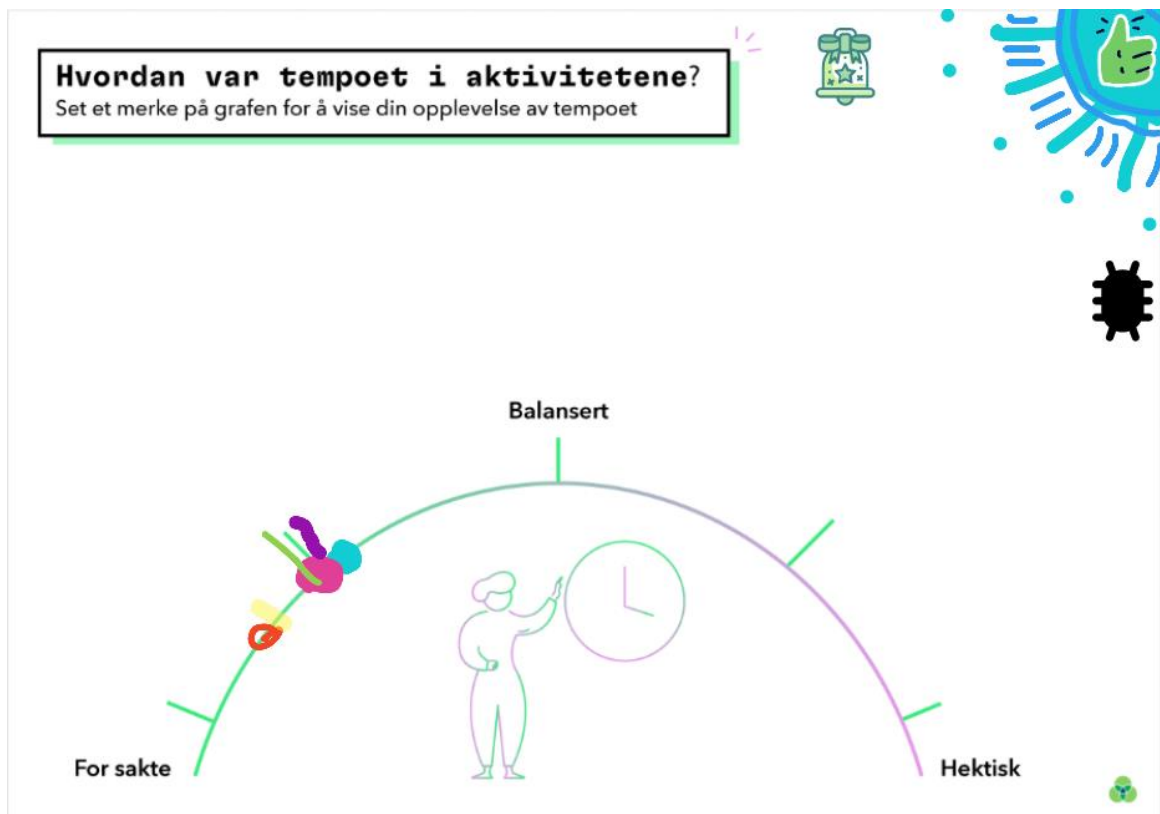 Hvordan var tempoet i aktivitetene?
Set et merke på grafen for å vise din opplevelse av tempoet
Balansert
For sakte
Hektisk